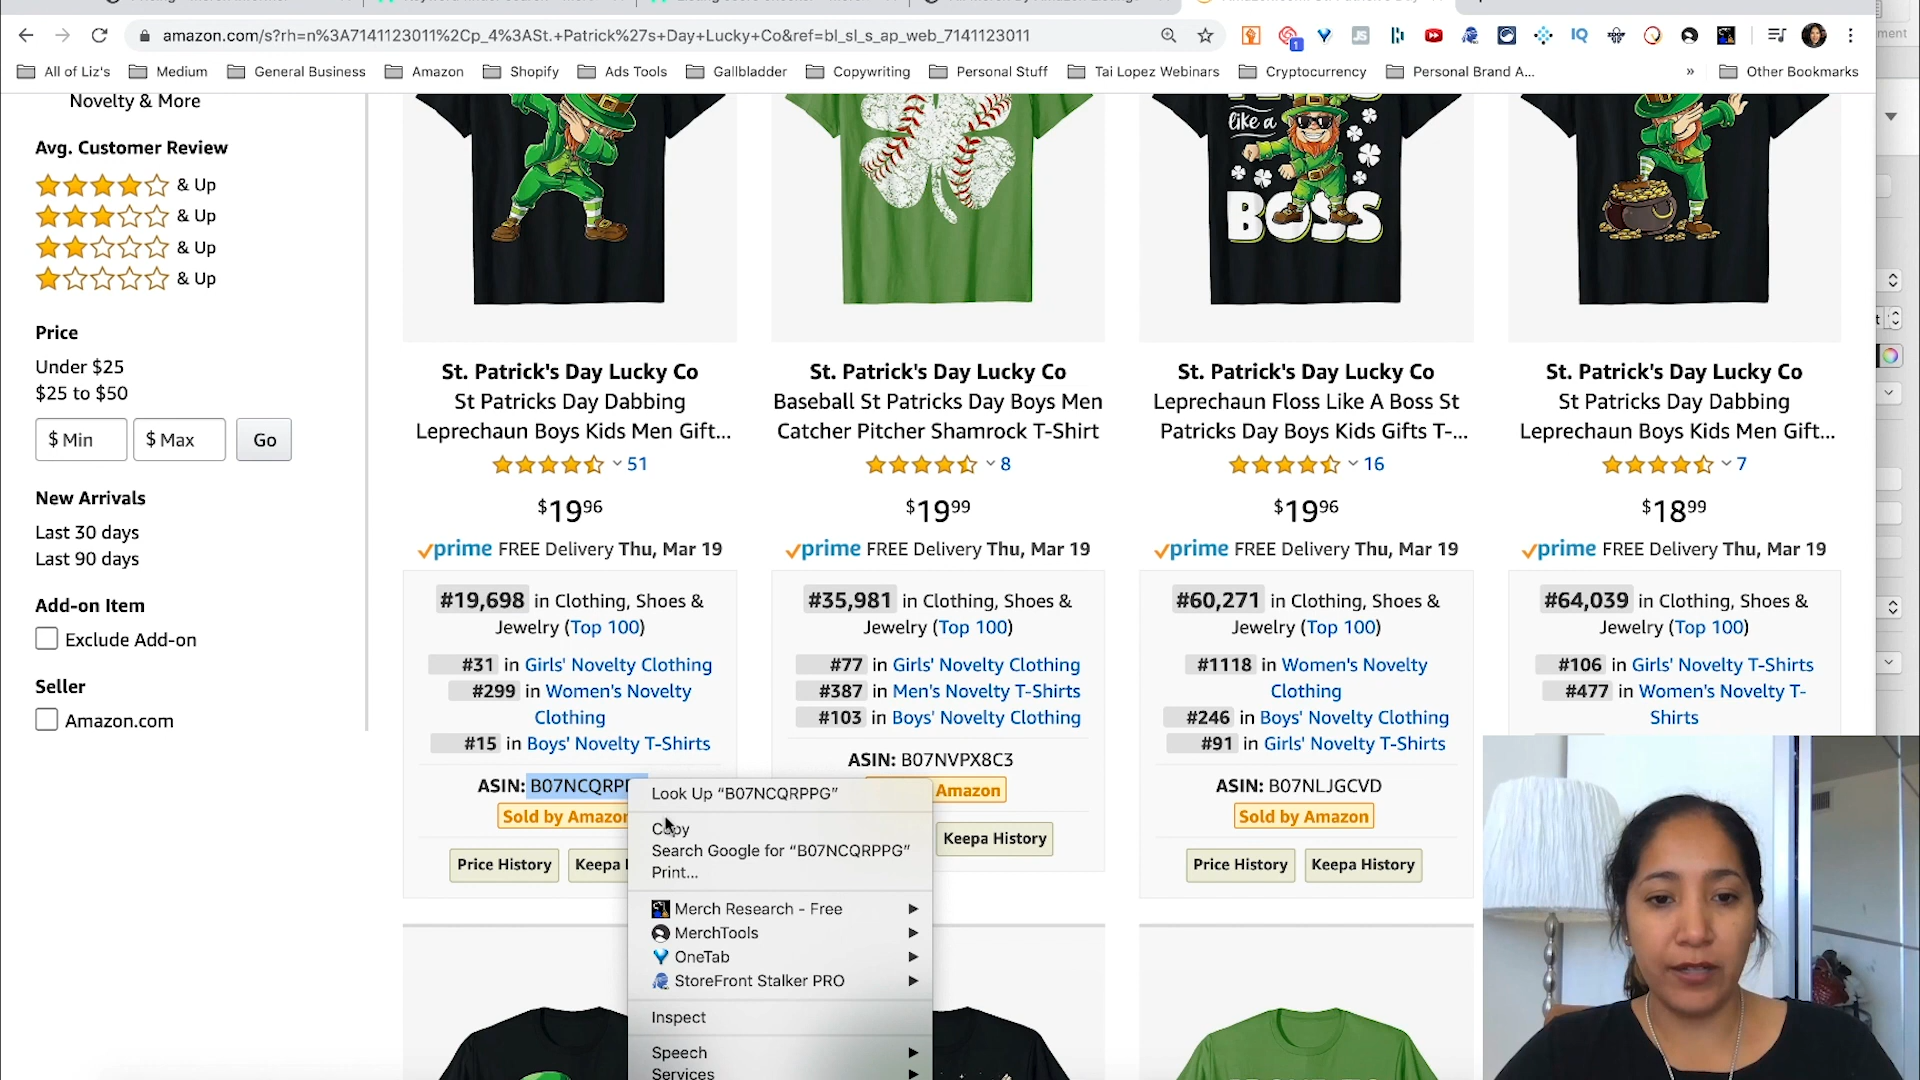 amazon.com/s?rh=n%3A7141123011%2Cp_4%3ASt.+Patrick%27s+Day+Lucky+Co&ref=bl_sl_s_ap_web_7141123011
1
JS
IQ
All of Liz's
Medium
General Business
Amazon
Shopify
Ads Tools
Gallbladder
Copywriting
Personal Stuff
Tai Lopez Webinars
Cryptocurrency
Personal Brand A...
»
Other Bookmarks
Novelty & More
Avg. Customer Review
& Up
& Up
& Up
& Up
Price
Under $25
$25 to $50
$ Min
$ Max
Go
New Arrivals
Last 30 days
Last 90 days
Add-on Item
Exclude Add-on
Seller
Amazon.com
St. Patrick's Day Lucky Co
St Patricks Day Dabbing
Leprechaun Boys Kids Men Gift...
51
$19.96
prime FREE Delivery Thu, Mar 19
#19,698 in Clothing, Shoes &
Jewelry (Top 100)
#31 in Girls' Novelty Clothing
#299 in Women's Novelty
Clothing
#15 in Boys' Novelty T-Shirts
ASIN: B07NCQRPP
Sold by Amazon
Price History
Keepa
St. Patrick's Day Lucky Co
Baseball St Patricks Day Boys Men
Catcher Pitcher Shamrock T-Shirt
8
$19.99
prime FREE Delivery Thu, Mar 19
#35,981 in Clothing, Shoes &
Jewelry (Top 100)
#77 in Girls' Novelty Clothing
#387 in Men's Novelty T-Shirts
#103 in Boys' Novelty Clothing
ASIN: B07NVPX8C3
Amazon
Keepa History
like a
BOSS
St. Patrick's Day Lucky Co
Leprechaun Floss Like A Boss St
Patricks Day Boys Kids Gifts T-...
16
$19.96
prime FREE Delivery Thu, Mar 19
#60,271 in Clothing, Shoes &
Jewelry (Top 100)
#1118 in Women's Novelty
Clothing
#246 in Boys' Novelty Clothing
#91 in Girls' Novelty T-Shirts
ASIN: B07NLJGCVD
Sold by Amazon
Price History
Keepa History
St. Patrick's Day Lucky Co
St Patricks Day Dabbing
Leprechaun Boys Kids Men Gift...
7
$18.99
prime FREE Delivery Thu, Mar 19
#64,039 in Clothing, Shoes &
Jewelry (Top 100)
#106 in Girls' Novelty T-Shirts
#477 in Women's Novelty T-
Shirts
Look Up “B07NCQRPPG”
Copy
Search Google for “B07NCQRPPG”
Print...
Merch Research - Free
MerchTools
OneTab
StoreFront Stalker PRO
Inspect
Speech
Services